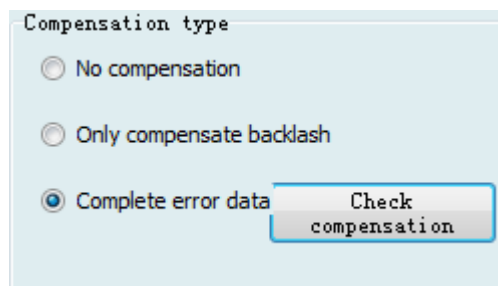 Compensation type
No compensation
Only compensate backlash
Complete error data
Check
compensation